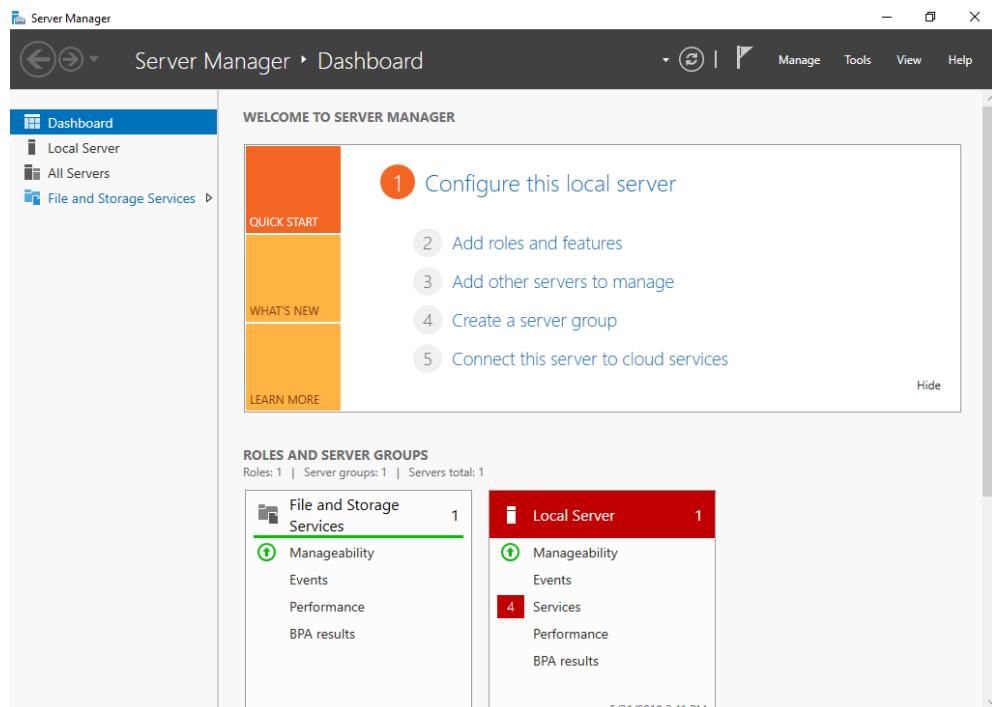 Server Manager
Server Manager • Dashboard
Manage Tools View Help
Dashboard
Local Server
All Servers
File and Storage Services
WELCOME TO SERVER MANAGER
QUICK START
WHAT'S NEW
LEARN MORE
1 Configure this local server
2 Add roles and features
3 Add other servers to manage
4 Create a server group
5 Connect this server to cloud services
Hide
ROLES AND SERVER GROUPS
Roles: 1 | Server groups: 1 | Servers total: 1
File and Storage
Services 1
Manageability
Events
Performance
BPA results
Local Server 1
Manageability
Events
4 Services
Performance
BPA results